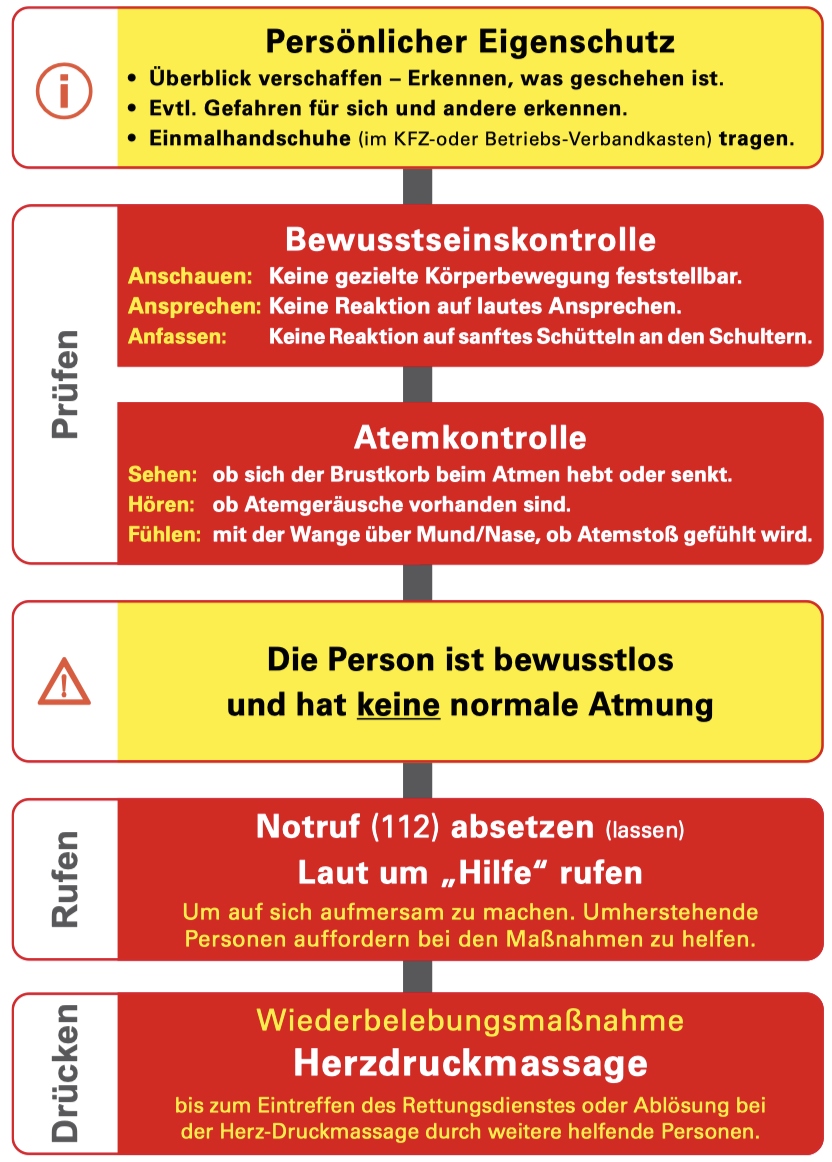 Persönlicher Eigenschutz
• Überblick verschaffen – Erkennen, was geschehen ist.
• Evtl. Gefahren für sich und andere erkennen.
• Einmalhandschuhe (im KFZ-oder Betriebs-Verbandkasten) tragen.
Prüfen
Bewusstseinskontrolle
Anschauen: Keine gezielte Körperbewegung feststellbar.
Ansprechen: Keine Reaktion auf lautes Ansprechen.
Anfassen: Keine Reaktion auf sanftes Schütteln an den Schultern.
Atemkontrolle
Sehen: ob sich der Brustkorb beim Atmen hebt oder senkt.
Hören: ob Atemgeräusche vorhanden sind.
Fühlen: mit der Wange über Mund/Nase, ob Atemstoß gefühlt wird.
Die Person ist bewusstlos
und hat keine normale Atmung
Rufen
Notruf (112) absetzen (lassen)
Laut um „Hilfe“ rufen
Um auf sich aufmersam zu machen. Umherstehende
Personen auffordern bei den Maßnahmen zu helfen.
Drücken
Wiederbelebungsmaßnahme
Herzdruckmassage
bis zum Eintreffen des Rettungsdienstes oder Ablösung bei
der Herz-Druckmassage durch weitere helfende Personen.